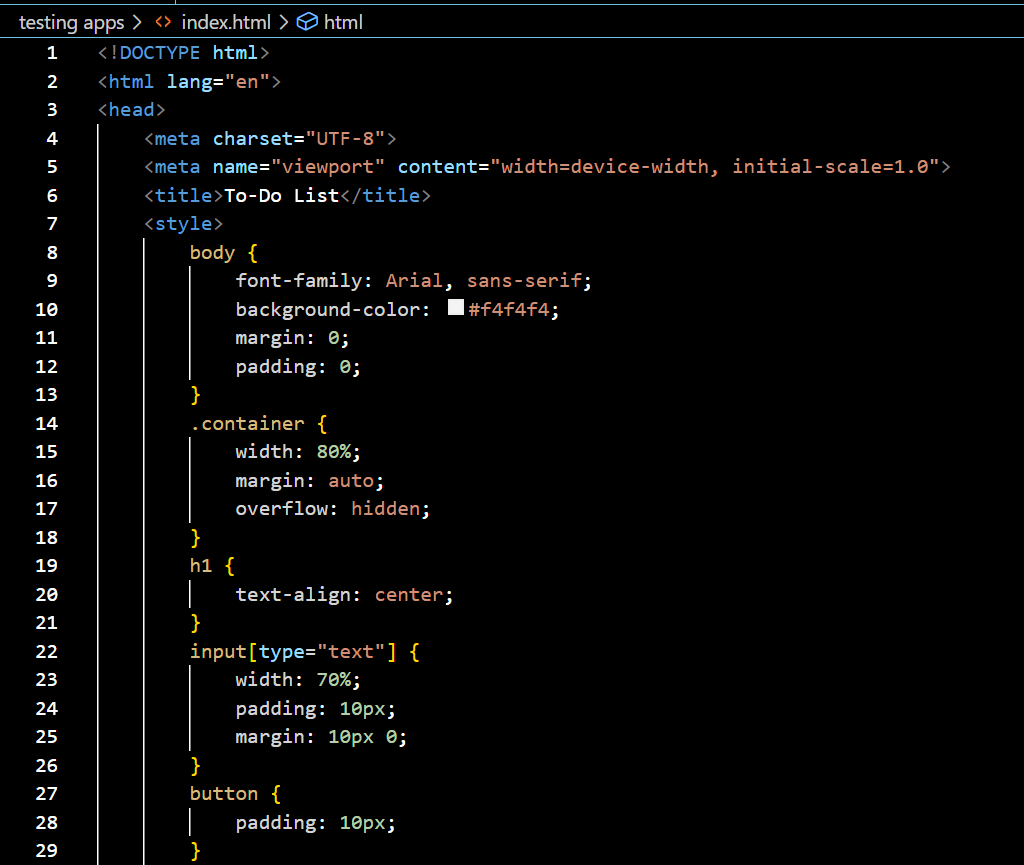 testing apps > <> index.html > html
1 <!DOCTYPE html>
2 <html lang="en">
3 <head>
4     <meta charset="UTF-8">
5     <meta name="viewport" content="width=device-width, initial-scale=1.0">
6     <title>To-Do List</title>
7     <style>
8         body {
9             font-family: Arial, sans-serif;
10             background-color: #f4f4f4;
11             margin: 0;
12             padding: 0;
13         }
14         .container {
15             width: 80%;
16             margin: auto;
17             overflow: hidden;
18         }
19         h1 {
20             text-align: center;
21         }
22         input[type="text"] {
23             width: 70%;
24             padding: 10px;
25             margin: 10px 0;
26         }
27         button {
28             padding: 10px;
29         }